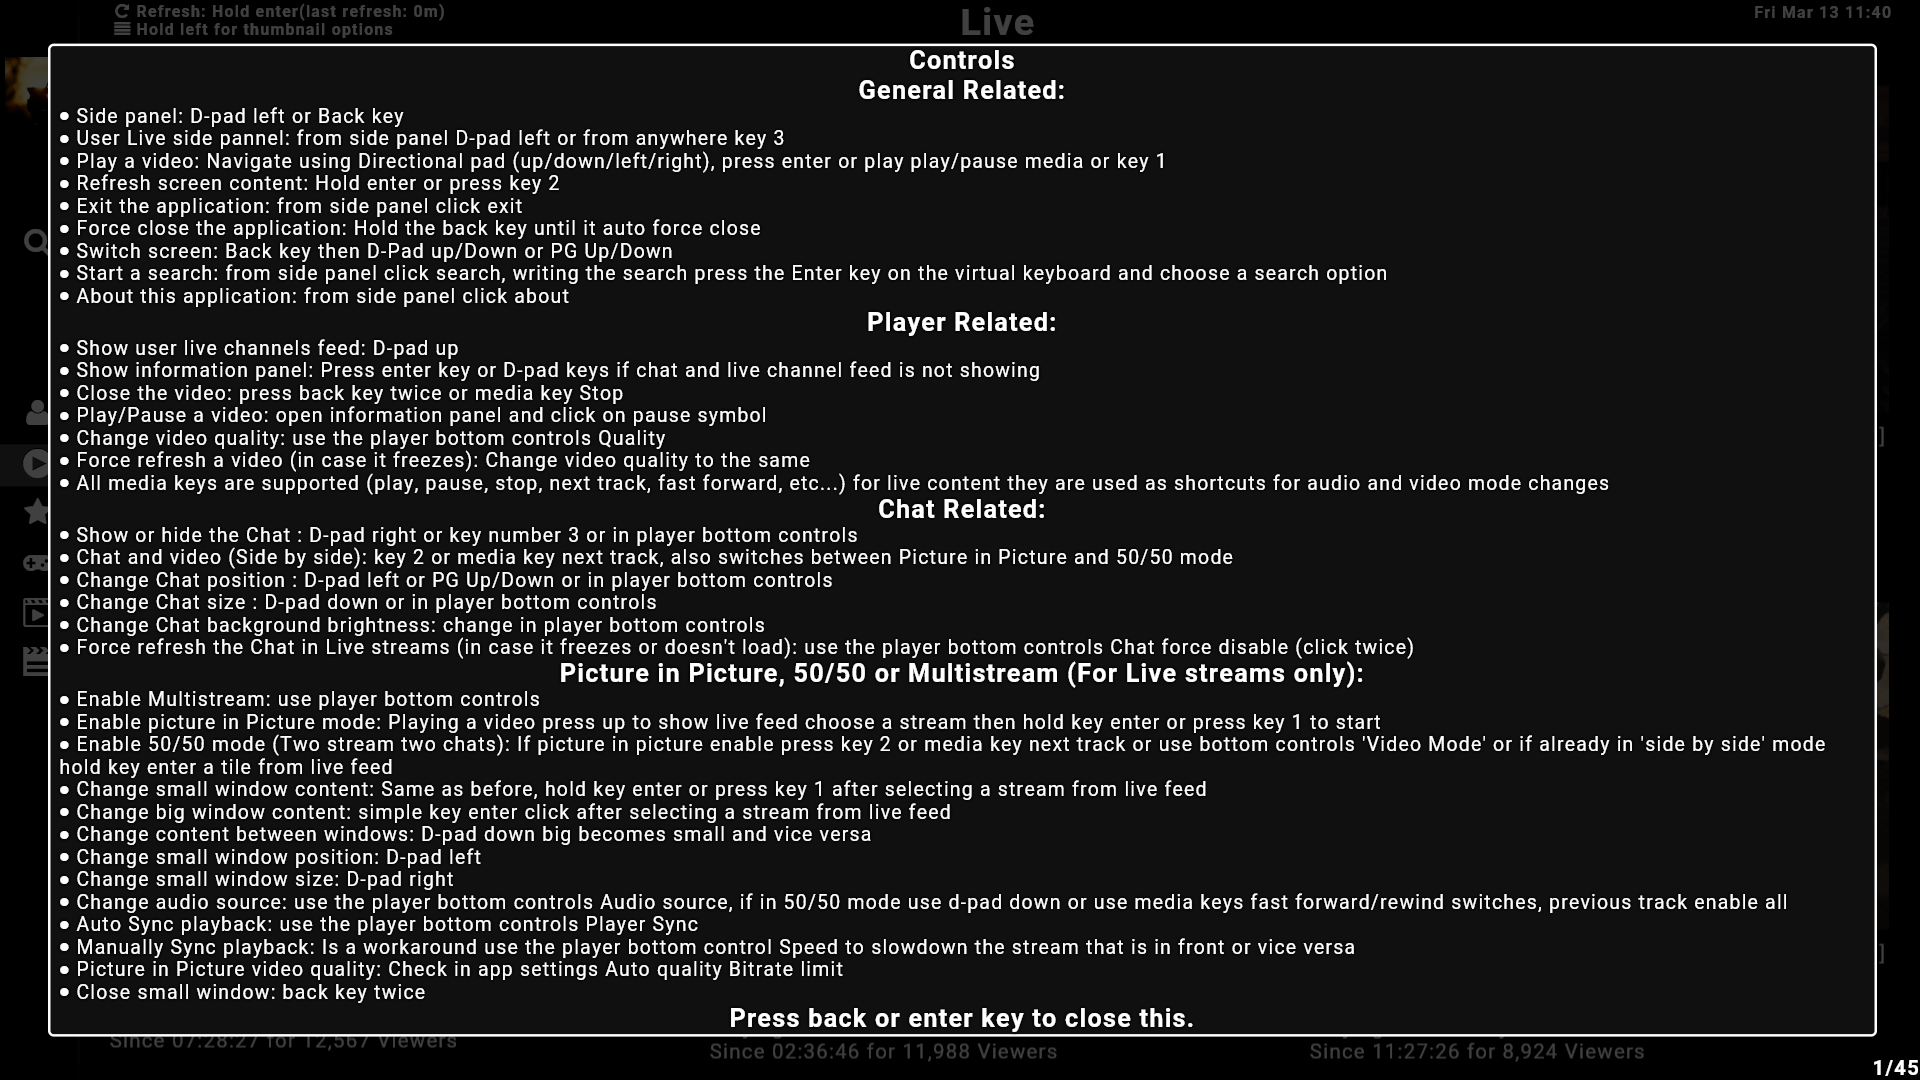 Refresh: Hold enter(last refresh: 0m)
Hold left for thumbnail options
Live
Fri Mar 13 11:40
Controls
General Related:
● Side panel: D-pad left or Back key
● User Live side pannel: from side panel D-pad left or from anywhere key 3
● Play a video: Navigate using Directional pad (up/down/left/right), press enter or play play/pause media or key 1
● Refresh screen content: Hold enter or press key 2
● Exit the application: from side panel click exit
● Force close the application: Hold the back key until it auto force close
● Switch screen: Back key then D-Pad up/Down or PG Up/Down
● Start a search: from side panel click search, writing the search press the Enter key on the virtual keyboard and choose a search option
● About this application: from side panel click about
Player Related:
● Show user live channels feed: D-pad up
● Show information panel: Press enter key or D-pad keys if chat and live channel feed is not showing
● Close the video: press back key twice or media key Stop
● Play/Pause a video: open information panel and click on pause symbol
● Change video quality: use the player bottom controls Quality
● Force refresh a video (in case it freezes): Change video quality to the same
● All media keys are supported (play, pause, stop, next track, fast forward, etc...) for live content they are used as shortcuts for audio and video mode changes
Chat Related:
● Show or hide the Chat : D-pad right or key number 3 or in player bottom controls
● Chat and video (Side by side): key 2 or media key next track, also switches between Picture in Picture and 50/50 mode
● Change Chat position : D-pad left or PG Up/Down or in player bottom controls
● Change Chat size : D-pad down or in player bottom controls
● Change Chat background brightness: change in player bottom controls
● Force refresh the Chat in Live streams (in case it freezes or doesn't load): use the player bottom controls Chat force disable (click twice)
Picture in Picture, 50/50 or Multistream (For Live streams only):
● Enable Multistream: use player bottom controls
● Enable picture in Picture mode: Playing a video press up to show live feed choose a stream then hold key enter or press key 1 to start
● Enable 50/50 mode (Two stream two chats): If picture in picture enable press key 2 or media key next track or use bottom controls 'Video Mode' or if already in 'side by side' mode
hold key enter a tile from live feed
● Change small window content: Same as before, hold key enter or press key 1 after selecting a stream from live feed
● Change big window content: simple key enter click after selecting a stream from live feed
● Change content between windows: D-pad down big becomes small and vice versa
● Change small window position: D-pad left
● Change small window size: D-pad right
● Change audio source: use the player bottom controls Audio source, if in 50/50 mode use d-pad down or use media keys fast forward/rewind switches, previous track enable all
● Auto Sync playback: use the player bottom controls Player Sync
● Manually Sync playback: Is a workaround use the player bottom control Speed to slowdown the stream that is in front or vice versa
● Picture in Picture video quality: Check in app settings Auto quality Bitrate limit
● Close small window: back key twice
Press back or enter key to close this.
Since 07:28:27 for 12,567 Viewers
Since 02:36:46 for 11,988 Viewers
Since 11:27:26 for 8,924 Viewers
1/45